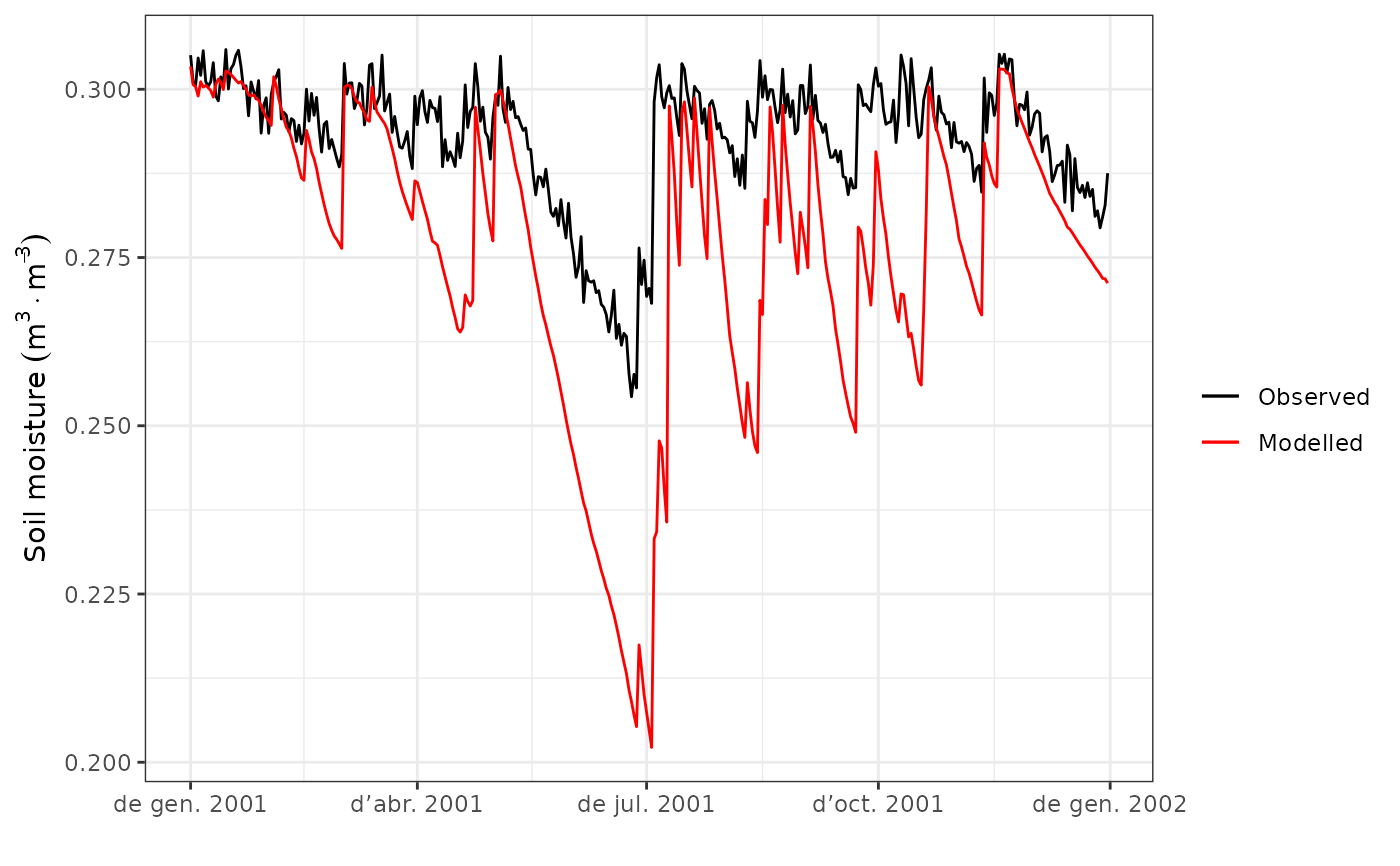 Soil moisture (m³ · m⁻³)
0.300
0.275
0.250
0.225
0.200
de gen. 2001 d’abr. 2001 de jul. 2001 d’oct. 2001 de gen. 2002
Observed
Modelled